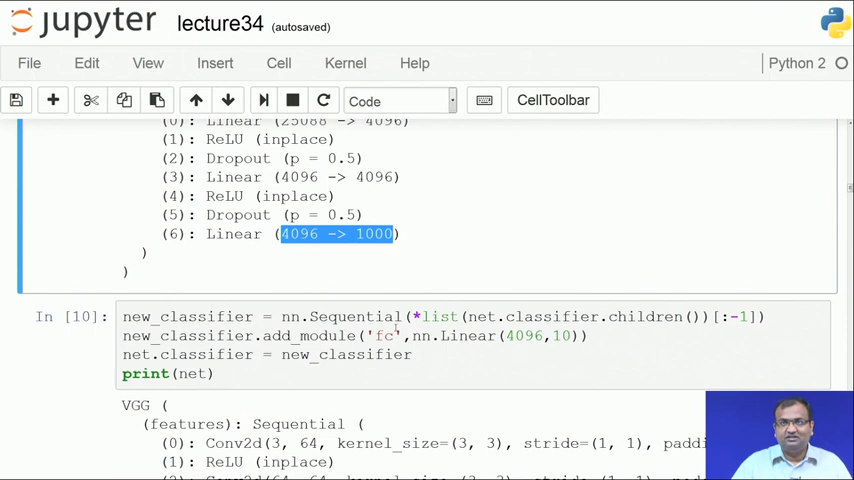 jupyter lecture34 (autosaved)
File Edit View Insert Cell Kernel Help Python 2
Code CellToolbar
(0): Linear (25088 -> 4096)
(1): ReLU (inplace)
(2): Dropout (p = 0.5)
(3): Linear (4096 -> 4096)
(4): ReLU (inplace)
(5): Dropout (p = 0.5)
(6): Linear (4096 -> 1000)
)
)
In [10]: new_classifier = nn.Sequential(*list(net.classifier.children())[:-1])
new_classifier.add_module('fc',nn.Linear(4096,10))
net.classifier = new_classifier
print(net)
VGG (
(features): Sequential (
(0): Conv2d(3, 64, kernel_size=(3, 3), stride=(1, 1), paddi
(1): ReLU (inplace)